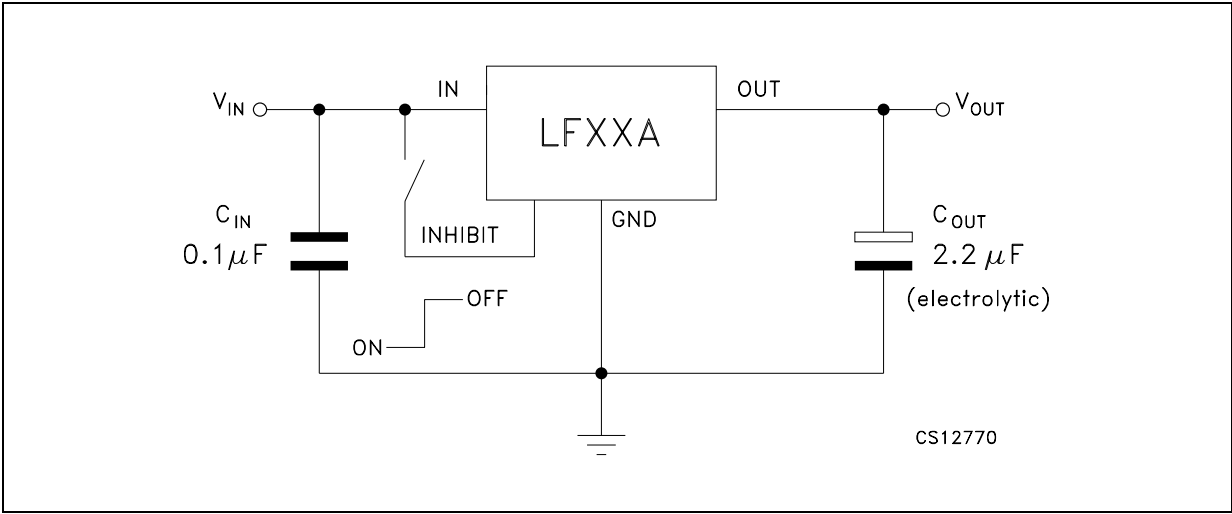 IN
OUT
V_IN
V_OUT
LFXXA
GND
C_IN
0.1μF
INHIBIT
C_OUT
2.2 μF
(electrolytic)
OFF
ON
CS12770